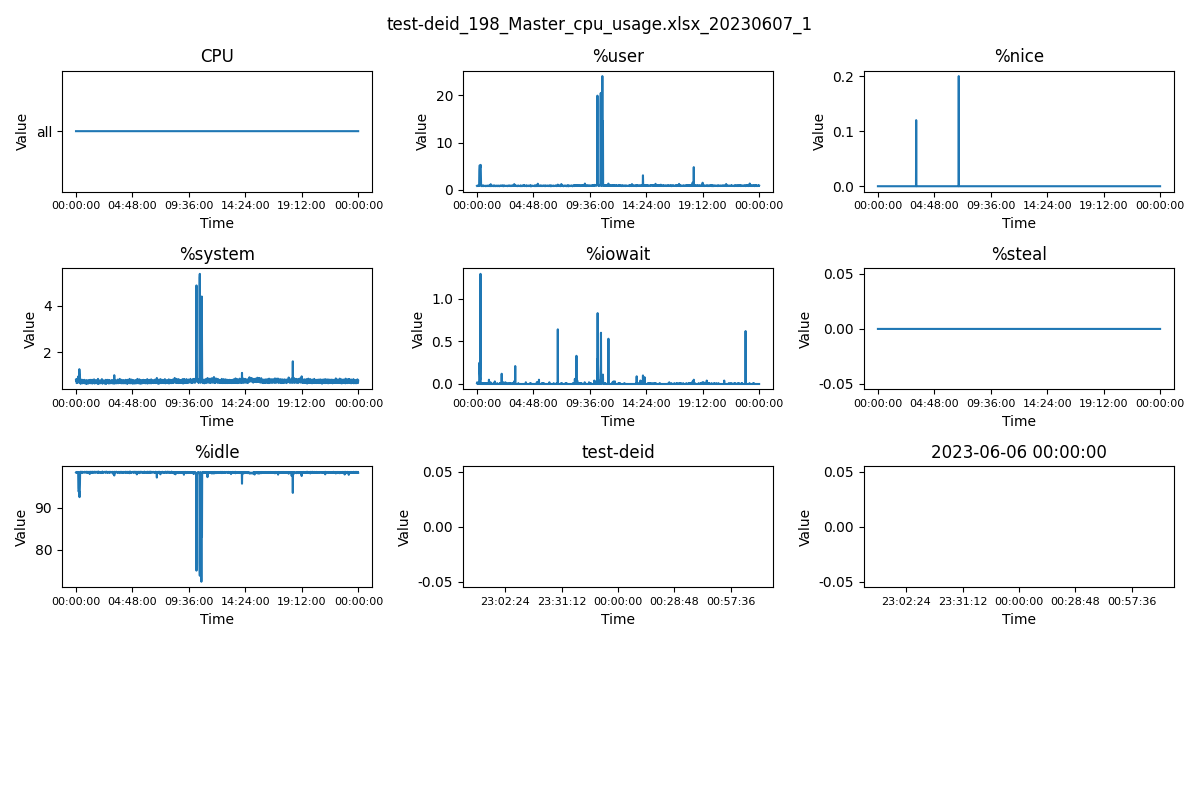 test-deid_198_Master_cpu_usage.xlsx_20230607_1
CPU
Value
all
00:00:00 04:48:00 09:36:00 14:24:00 19:12:00 00:00:00
Time
%user
Value
20
10
0
00:00:00 04:48:00 09:36:00 14:24:00 19:12:00 00:00:00
Time
%nice
Value
0.2
0.1
0.0
00:00:00 04:48:00 09:36:00 14:24:00 19:12:00 00:00:00
Time
%system
Value
4
2
00:00:00 04:48:00 09:36:00 14:24:00 19:12:00 00:00:00
Time
%iowait
Value
1.0
0.5
0.0
00:00:00 04:48:00 09:36:00 14:24:00 19:12:00 00:00:00
Time
%steal
Value
0.05
0.00
-0.05
00:00:00 04:48:00 09:36:00 14:24:00 19:12:00 00:00:00
Time
%idle
Value
90
80
00:00:00 04:48:00 09:36:00 14:24:00 19:12:00 00:00:00
Time
test-deid
Value
0.05
0.00
-0.05
23:02:24 23:31:12 00:00:00 00:28:48 00:57:36
Time
2023-06-06 00:00:00
Value
0.05
0.00
-0.05
23:02:24 23:31:12 00:00:00 00:28:48 00:57:36
Time